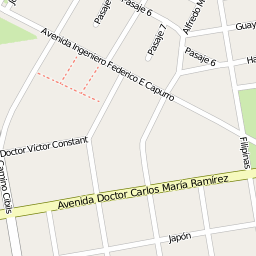 Pasaje 6
Pasaje
Alfredo M
Guay
Avenida Ingeniero Federico E Capurro
Pasaje 7
Pasaje 6
Ha
Doctor Víctor Constant
Filipinas
Camino Cibils
Avenida Doctor Carlos María Ramírez
Japón